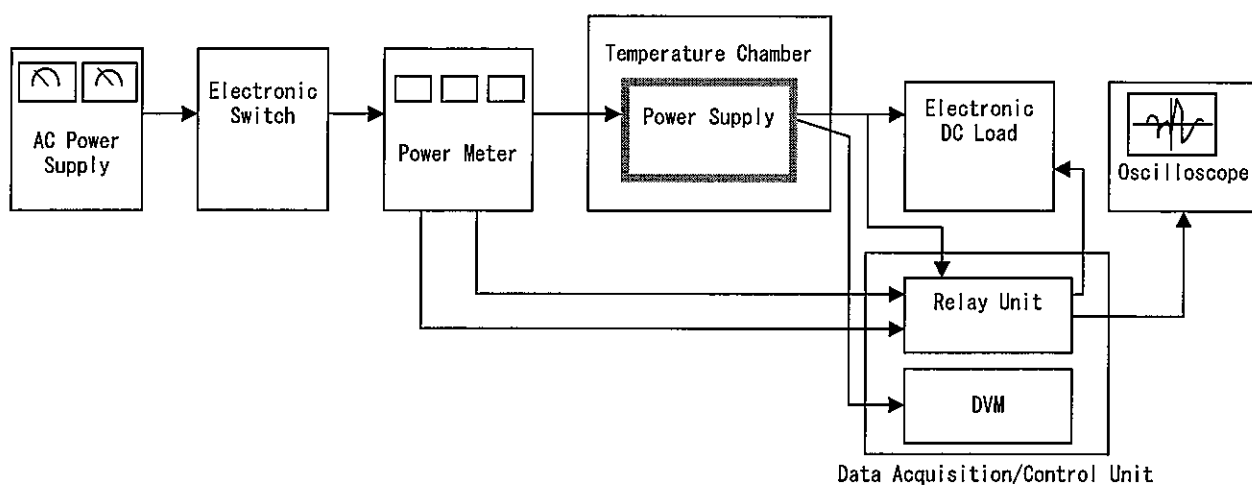 AC Power
Supply
Electronic
Switch
Power Meter
Temperature Chamber
Power Supply
Electronic
DC Load
Oscilloscope
Relay Unit
DVM
Data Acquisition/Control Unit